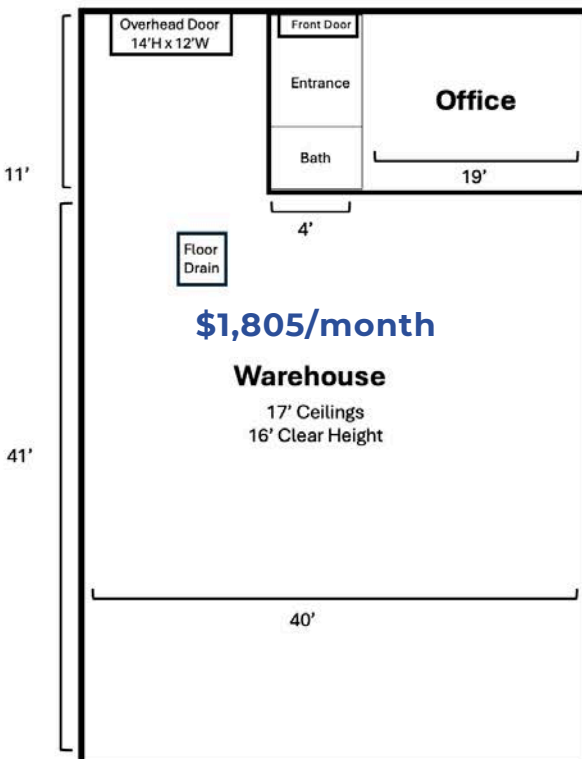 Overhead Door
14’H x 12’W
Front Door
Entrance
Office
Bath
11’
19’
4’
Floor
Drain
$1,805/month
Warehouse
17’ Ceilings
16’ Clear Height
41’
40’